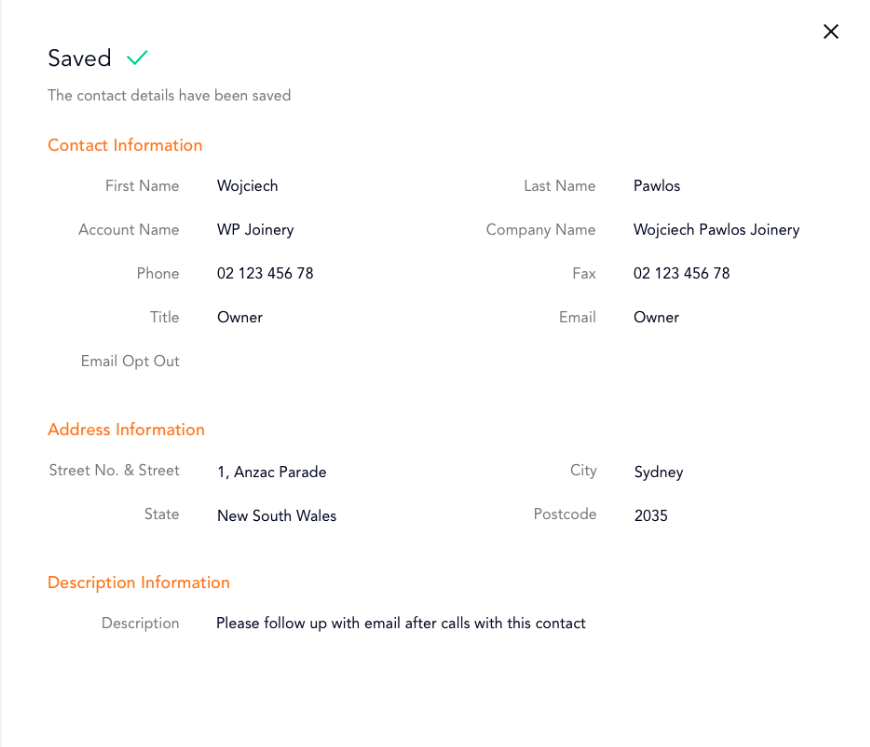 Saved
The contact details have been saved
Contact Information
First Name Wojciech Last Name Pawlos
Account Name WP Joinery Company Name Wojciech Pawlos Joinery
Phone 02 123 456 78 Fax 02 123 456 78
Title Owner Email Owner
Email Opt Out
Address Information
Street No. & Street 1, Anzac Parade City Sydney
State New South Wales Postcode 2035
Description Information
Description Please follow up with email after calls with this contact